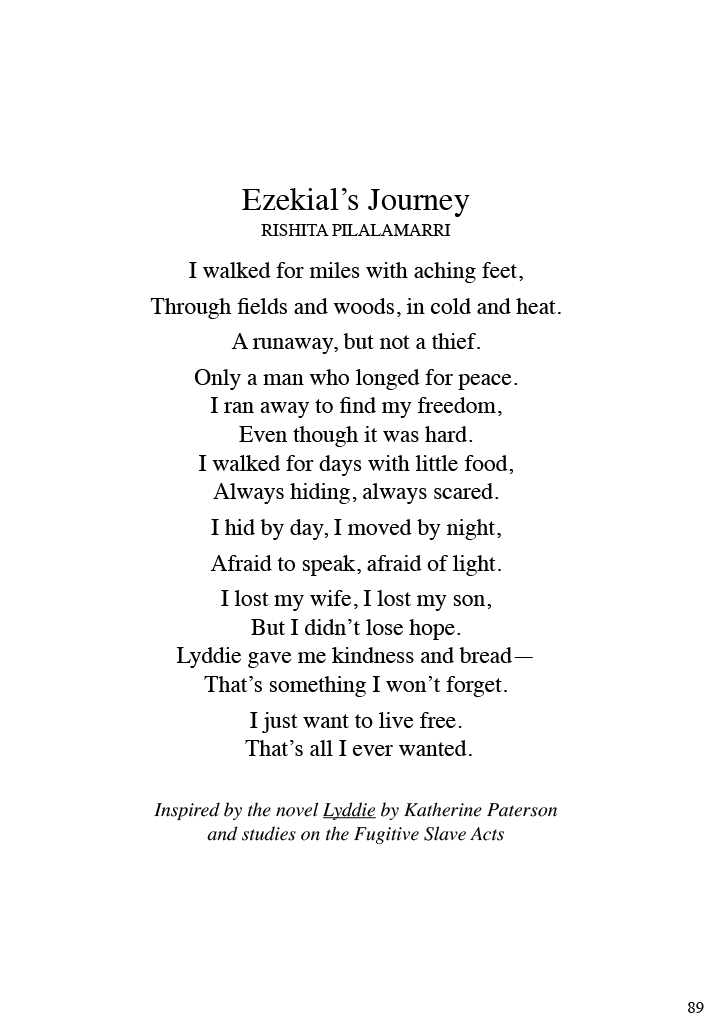 Ezekial’s Journey
RISHITA PILALAMARRI
I walked for miles with aching feet,
Through fields and woods, in cold and heat.
A runaway, but not a thief.
Only a man who longed for peace.
I ran away to find my freedom,
Even though it was hard.
I walked for days with little food,
Always hiding, always scared.
I hid by day, I moved by night,
Afraid to speak, afraid of light.
I lost my wife, I lost my son,
But I didn’t lose hope.
Lyddie gave me kindness and bread—
That’s something I won’t forget.
I just want to live free.
That’s all I ever wanted.
Inspired by the novel Lyddie by Katherine Paterson
and studies on the Fugitive Slave Acts
89